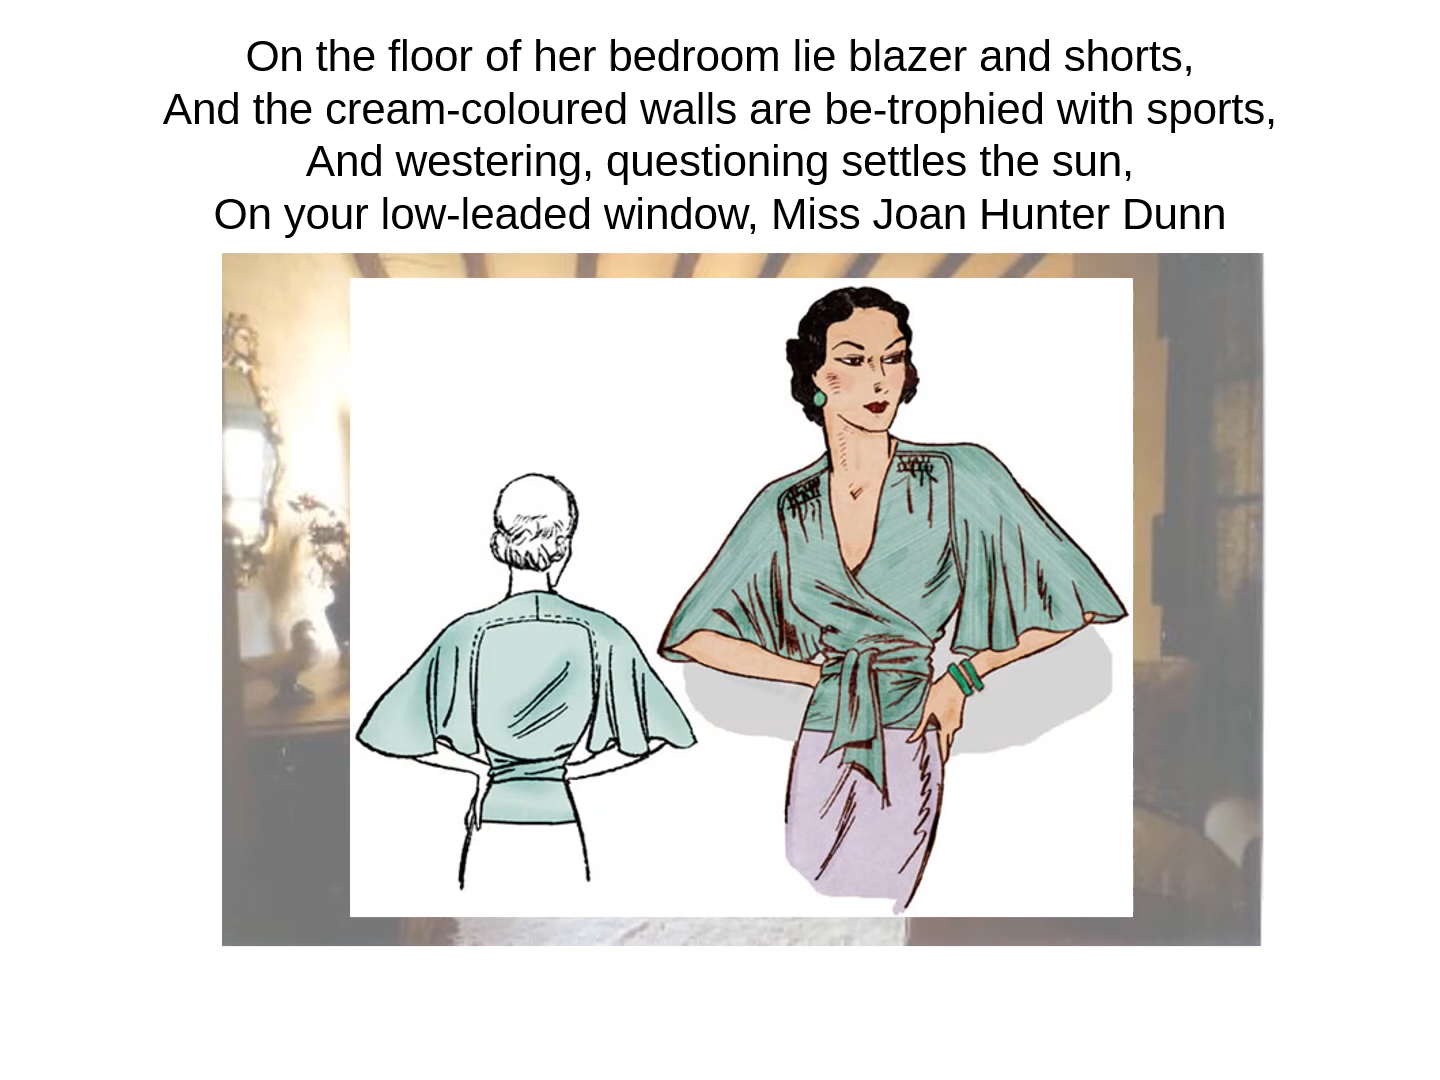 On the floor of her bedroom lie blazer and shorts,
And the cream-coloured walls are be-trophied with sports,
And westering, questioning settles the sun,
On your low-leaded window, Miss Joan Hunter Dunn